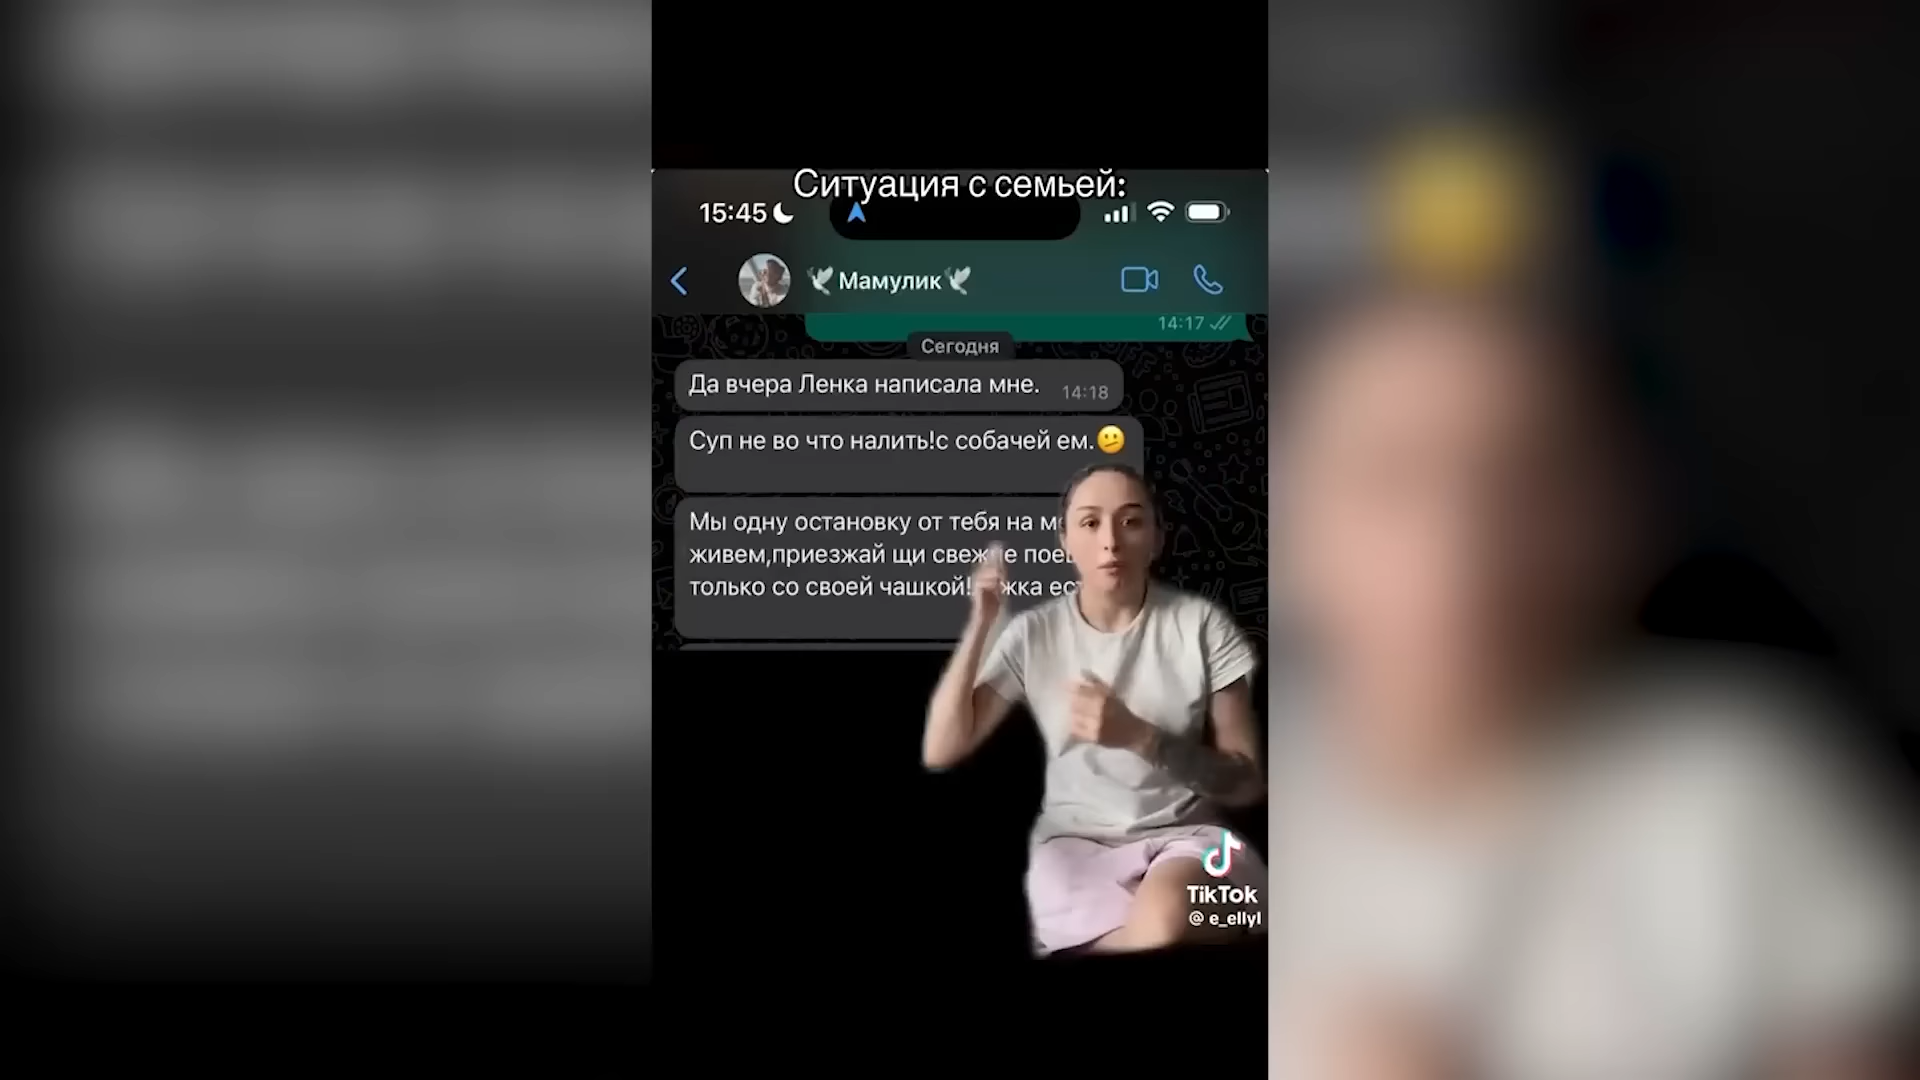 Ситуация с семьей:
15:45
🕊Мамулик🕊
14:17
Сегодня
Да вчера Ленка написала мне. 14:18
Суп не во что налить!с собачей ем.🫤
Мы одну остановку от тебя на
живем,приезжай щи свежие
только со своей чашкой!
TikTok
@ e_ellyl